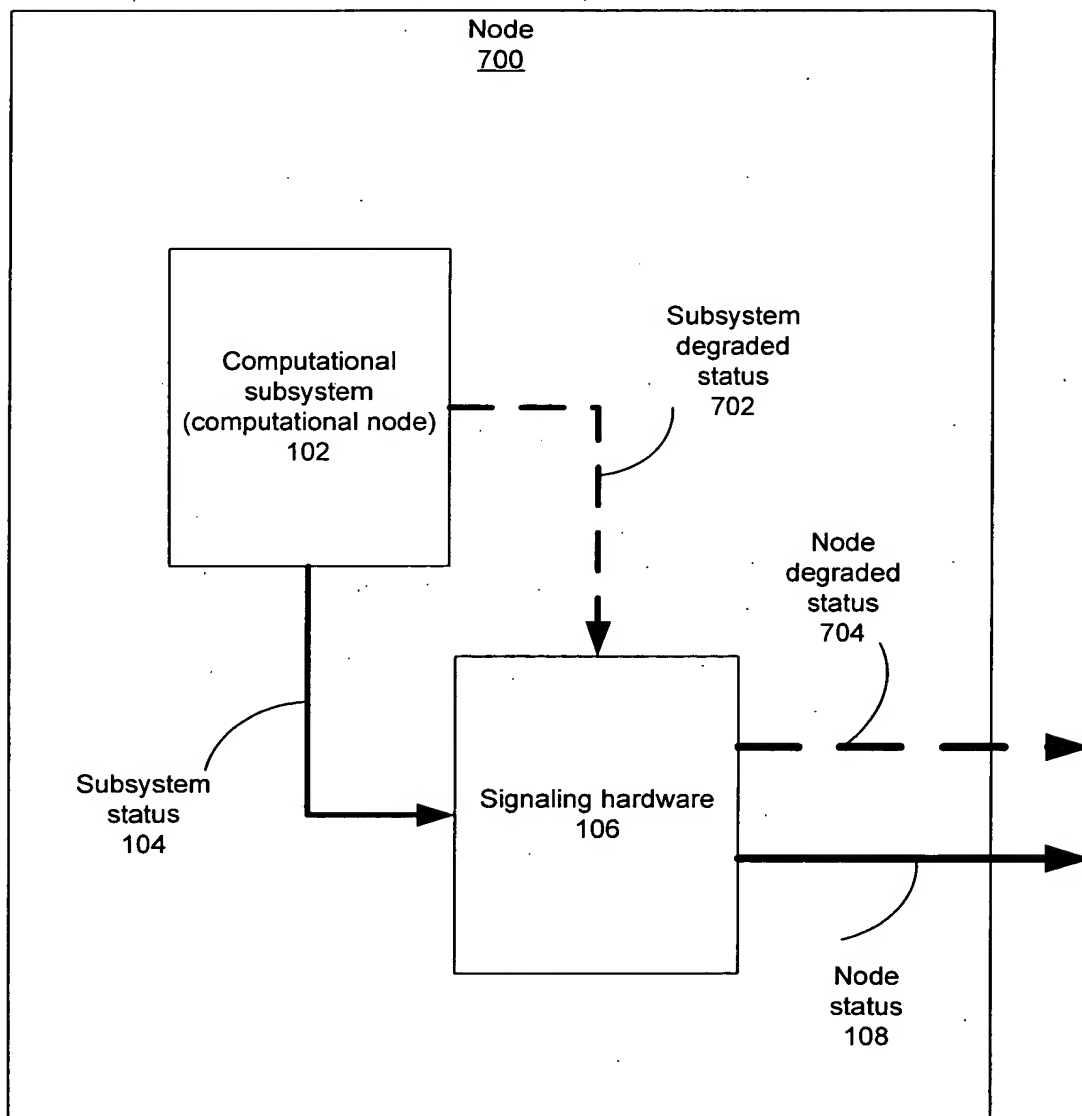 Node
700
Computational
subsystem
(computational node)
102
Subsystem
degraded
status
702
Node
degraded
status
704
Subsystem
status
104
Signaling hardware
106
Node
status
108